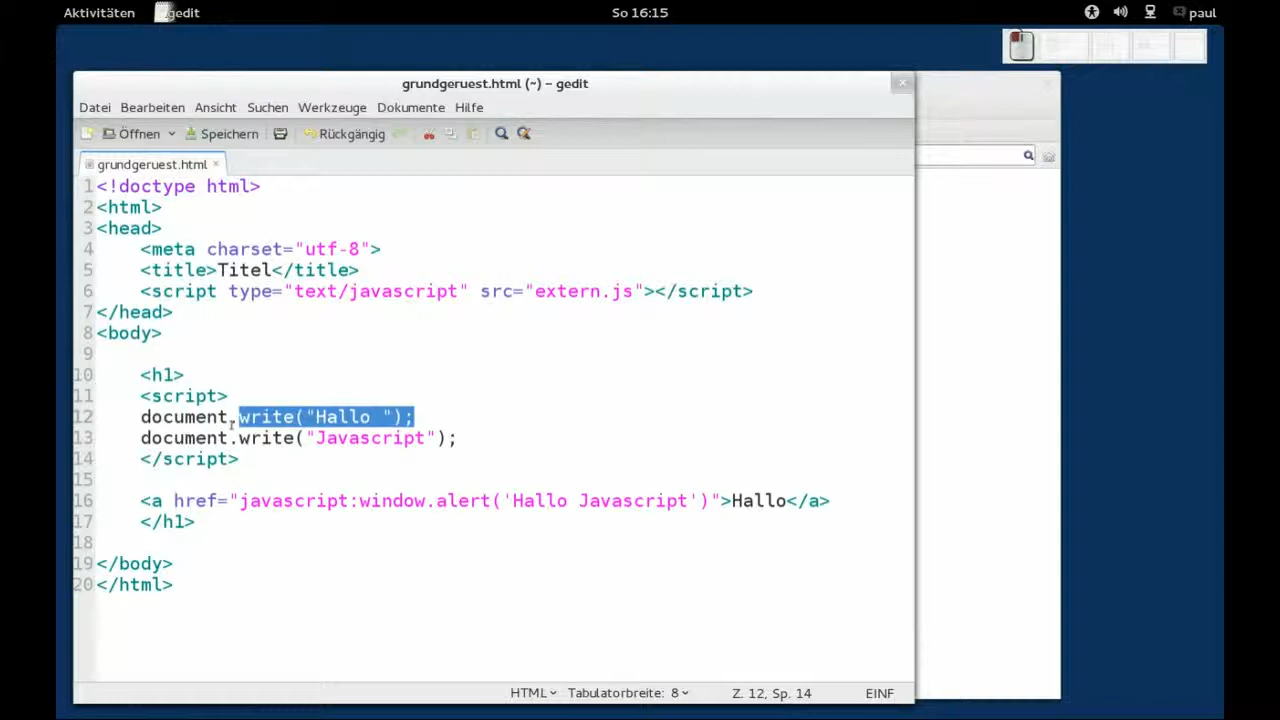 Aktivitäten gedit So 16:15 paul
grundgeruest.html (~) – gedit
Datei Bearbeiten Ansicht Suchen Werkzeuge Dokumente Hilfe
Öffnen Speichern Rückgängig
grundgeruest.html
1 <!doctype html>
2 <html>
3 <head>
4 <meta charset="utf-8">
5 <title>Titel</title>
6 <script type="text/javascript" src="extern.js"></script>
7 </head>
8 <body>
9
10 <h1>
11 <script>
12 document.write("Hallo ");
13 document.write("Javascript");
14 </script>
15
16 <a href="javascript:window.alert('Hallo Javascript')">Hallo</a>
17 </h1>
18
19 </body>
20 </html>
HTML Tabulatorbreite: 8 Z. 12, Sp. 14 EINF